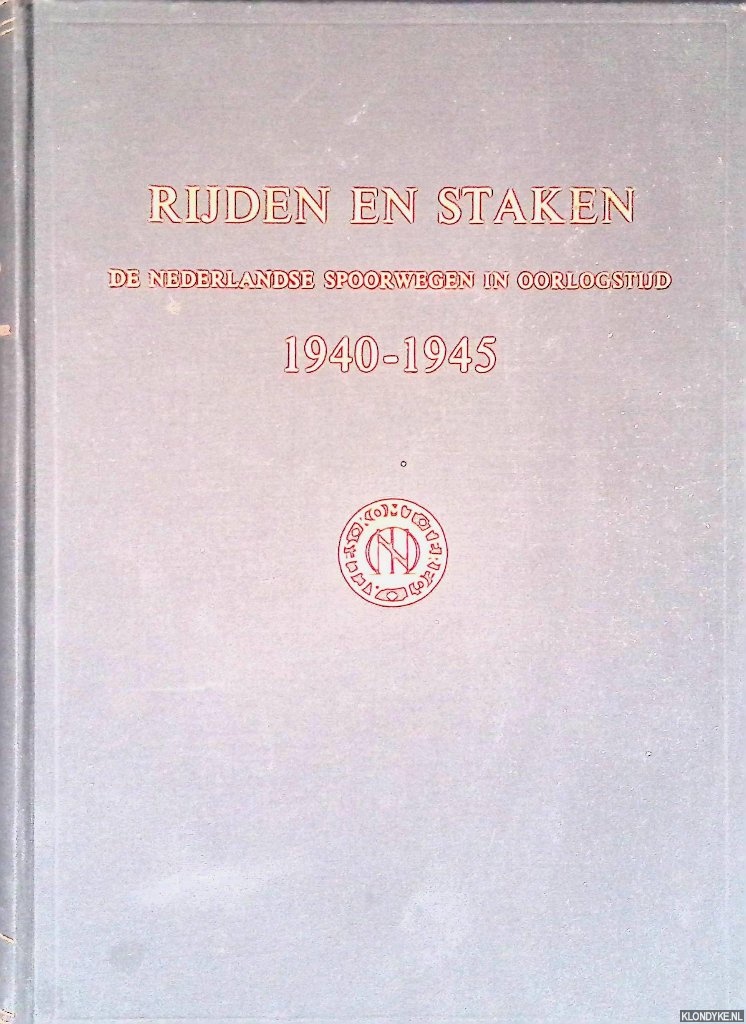 RIJDEN EN STAKEN
DE NEDERLANDSE SPOORWEGEN IN OORLOGSTIJD
1940-1945
KLONDYKE.NL